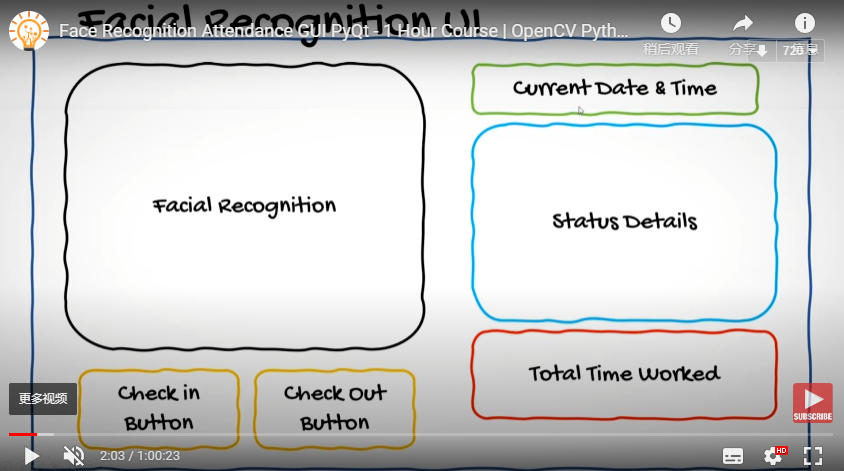 Facial Recognition UI
Face Recognition Attendance GUI PyQt - 1 Hour Course | OpenCV Pyth...
稍后观看
分享
720
Current Date & Time
Facial Recognition
Status Details
Total Time Worked
Check in
Button
Check Out
Button
更多视频
SUBSCRIBE
2:03 / 1:00:23
HD